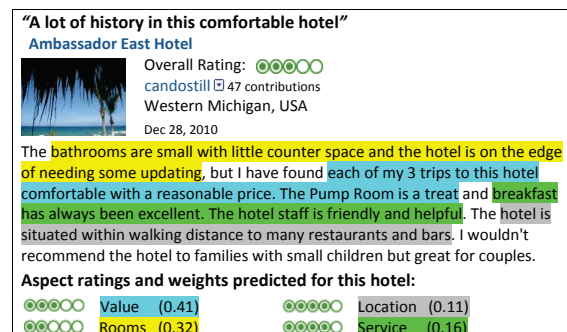 "A lot of history in this comfortable hotel"
Ambassador East Hotel
Overall Rating:
candostill 47 contributions
Western Michigan, USA
Dec 28, 2010
The bathrooms are small with little counter space and the hotel is on the edge
of needing some updating, but I have found each of my 3 trips to this hotel
comfortable with a reasonable price. The Pump Room is a treat and breakfast
has always been excellent. The hotel staff is friendly and helpful. The hotel is
situated within walking distance to many restaurants and bars. I wouldn't
recommend the hotel to families with small children but great for couples.
Aspect ratings and weights predicted for this hotel:
Value (0.41) Location (0.11)
Rooms (0.32) Service (0.16)